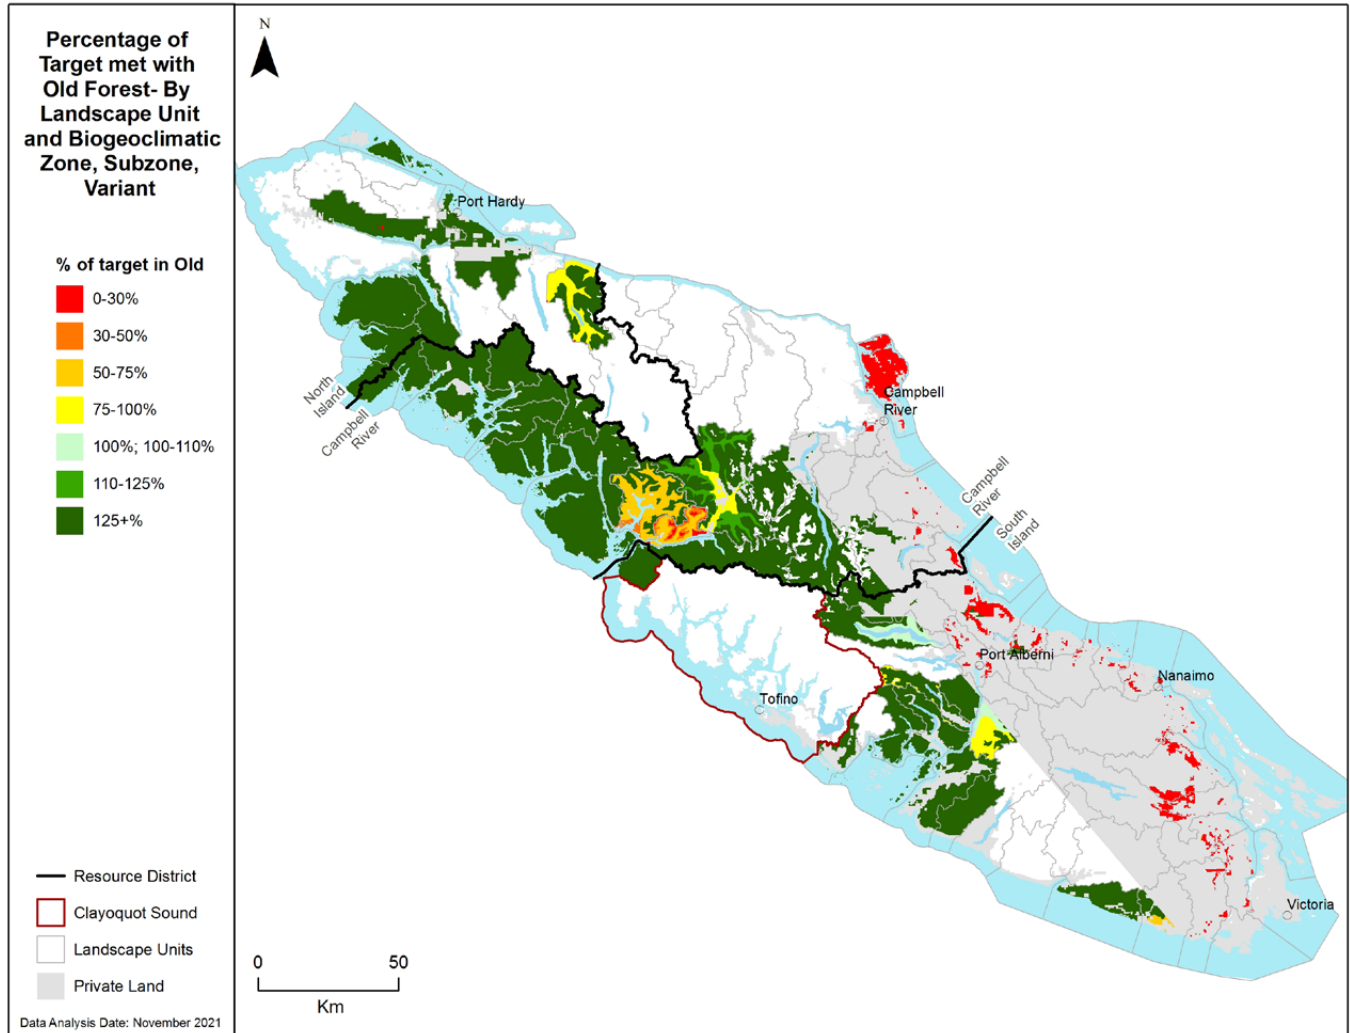 Percentage of
Target met with
Old Forest- By
Landscape Unit
and Biogeoclimatic
Zone, Subzone,
Variant
% of target in Old
0-30%
30-50%
50-75%
75-100%
100%; 100-110%
110-125%
125+%
Resource District
Clayoquot Sound
Landscape Units
Private Land
Data Analysis Date: November 2021
N
Port Hardy
North
Island
Campbell
River
Campbell
River
Campbell
River
South
Island
Port Alberni
Nanaimo
Tofino
Victoria
0 50
Km